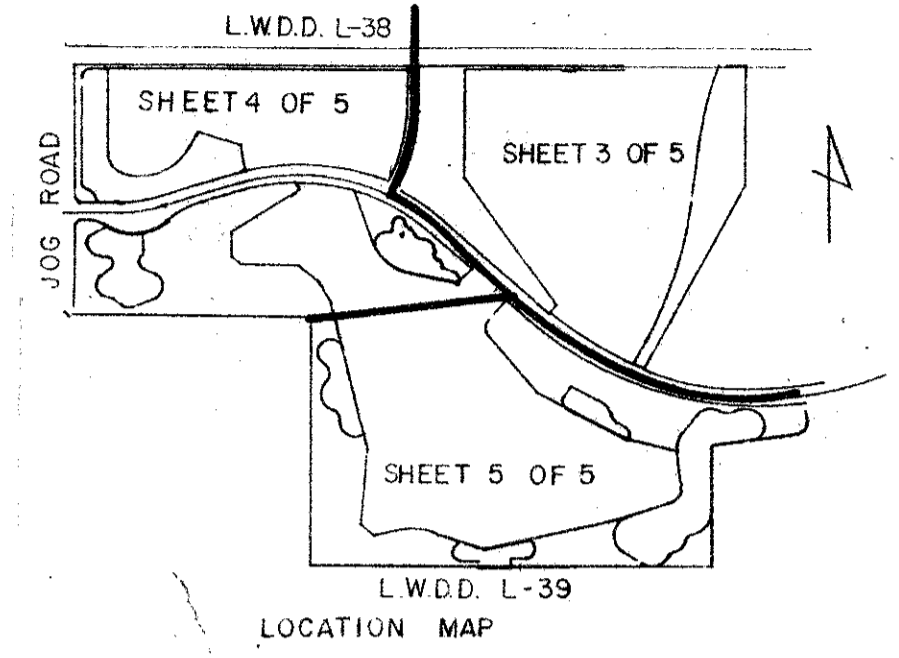 L.W.D.D. L-38
SHEET 4 OF 5
SHEET 3 OF 5
JOG ROAD
SHEET 5 OF 5
L.W.D.D. L-39
LOCATION MAP